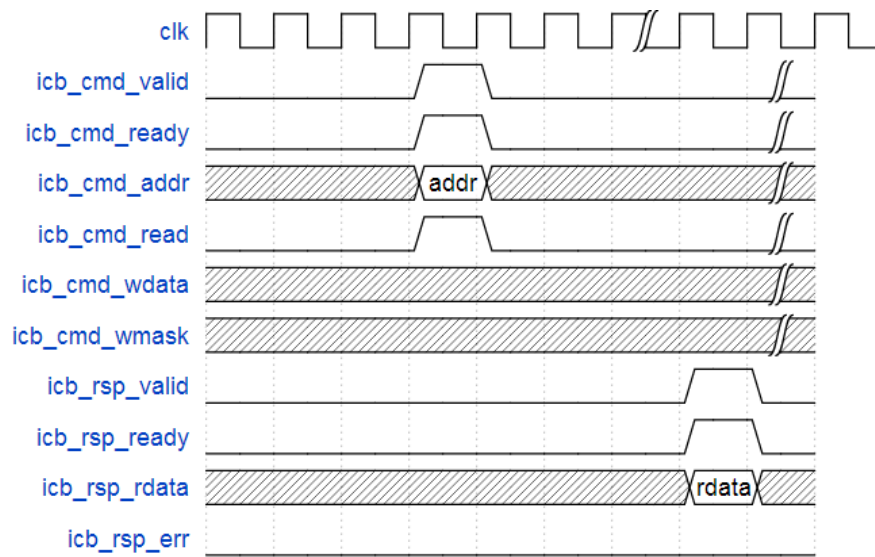 clk
icb_cmd_valid
icb_cmd_ready
icb_cmd_addr addr
icb_cmd_read
icb_cmd_wdata
icb_cmd_wmask
icb_rsp_valid
icb_rsp_ready
icb_rsp_rdata rdata
icb_rsp_err